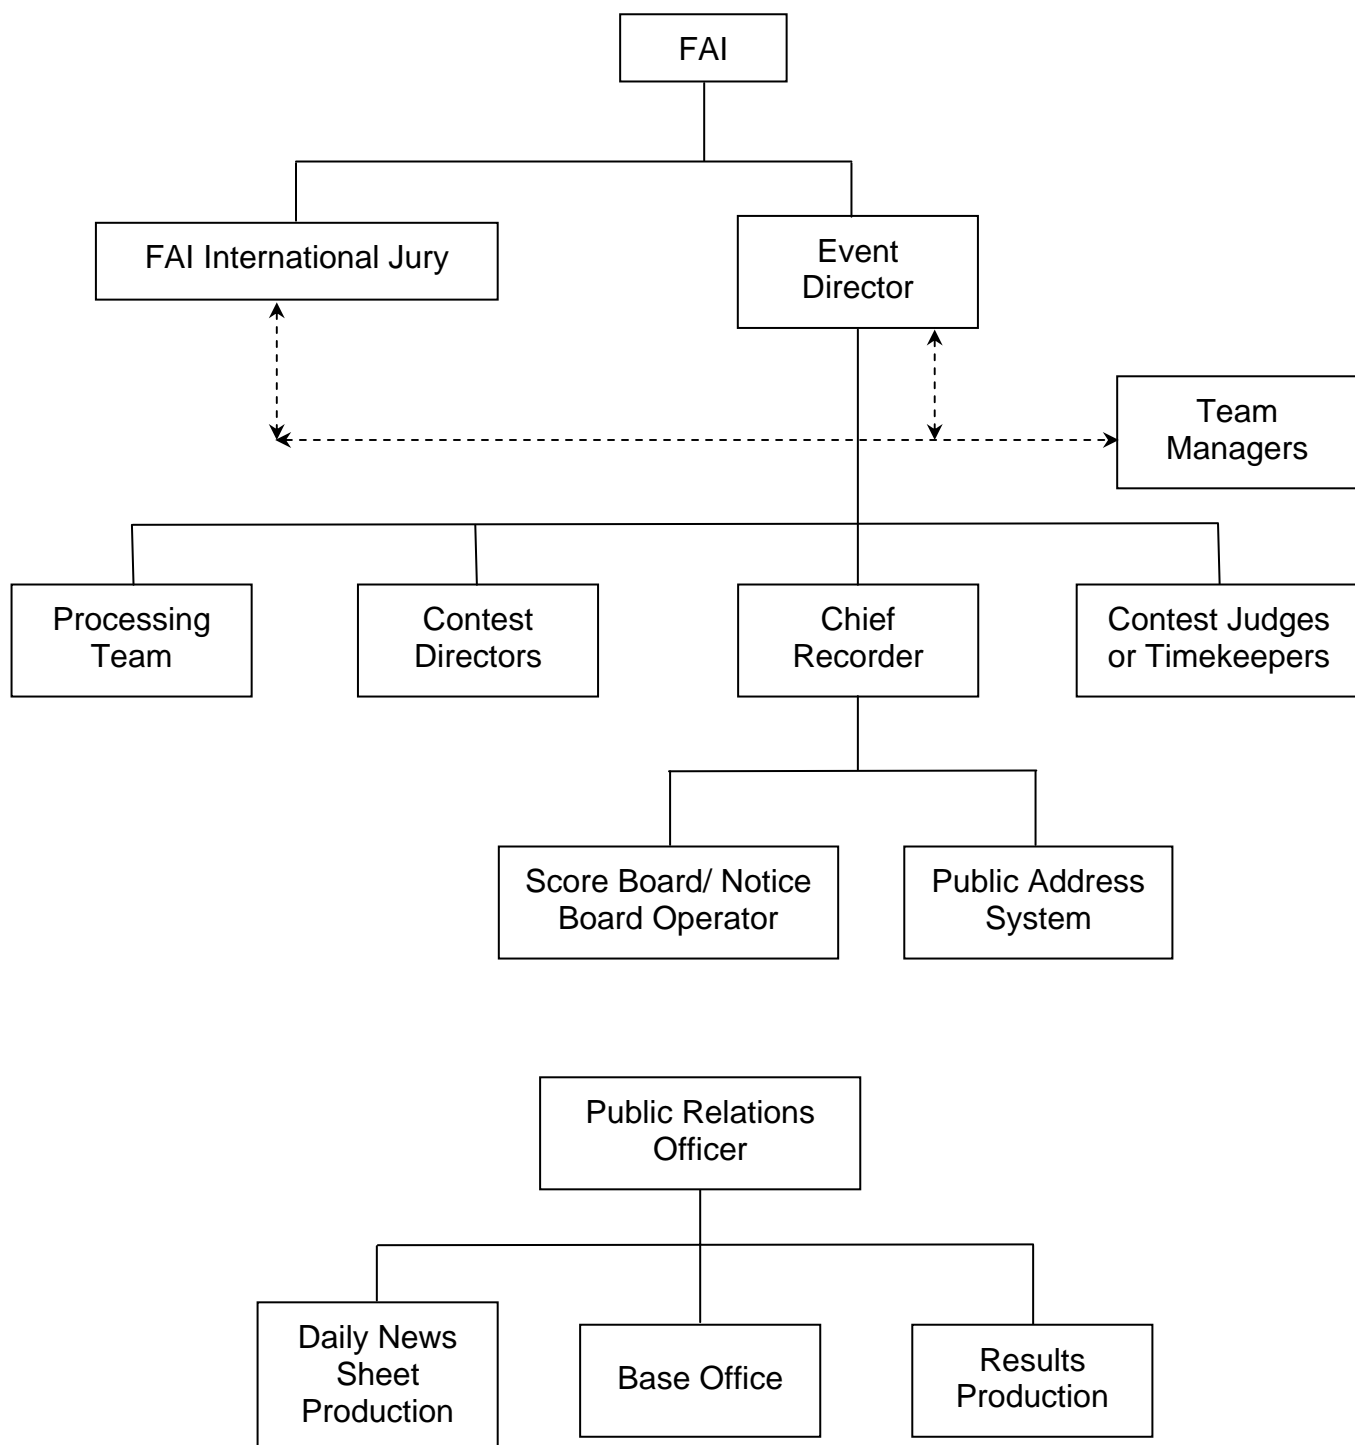 FAI
FAI International Jury
Event
Director
Team
Managers
Processing
Team
Contest
Directors
Chief
Recorder
Contest Judges
or Timekeepers
Score Board/ Notice
Board Operator
Public Address
System
Public Relations
Officer
Daily News
Sheet
Production
Base Office
Results
Production